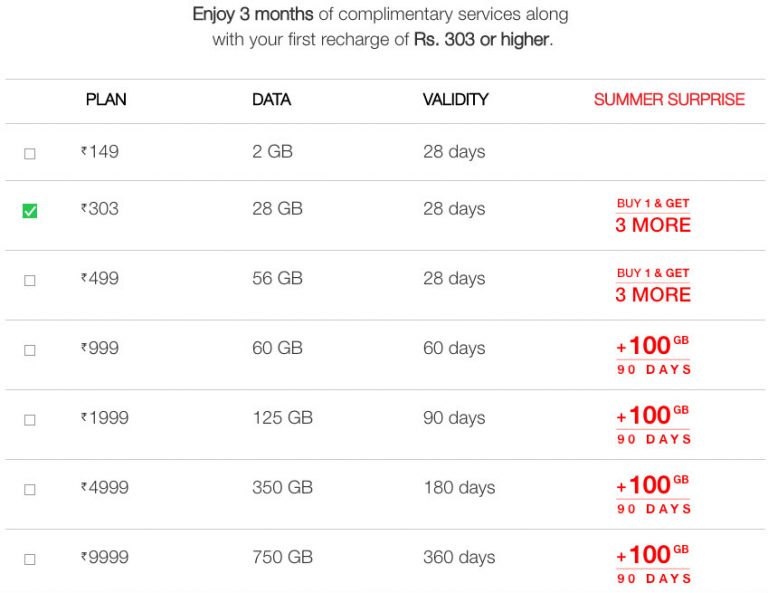 Enjoy 3 months of complimentary services along
with your first recharge of Rs. 303 or higher.
PLAN DATA VALIDITY SUMMER SURPRISE
₹149 2 GB 28 days
₹303 28 GB 28 days BUY 1 & GET
3 MORE
₹499 56 GB 28 days BUY 1 & GET
3 MORE
₹999 60 GB 60 days +100 GB
90 DAYS
₹1999 125 GB 90 days +100 GB
90 DAYS
₹4999 350 GB 180 days +100 GB
90 DAYS
₹9999 750 GB 360 days +100 GB
90 DAYS